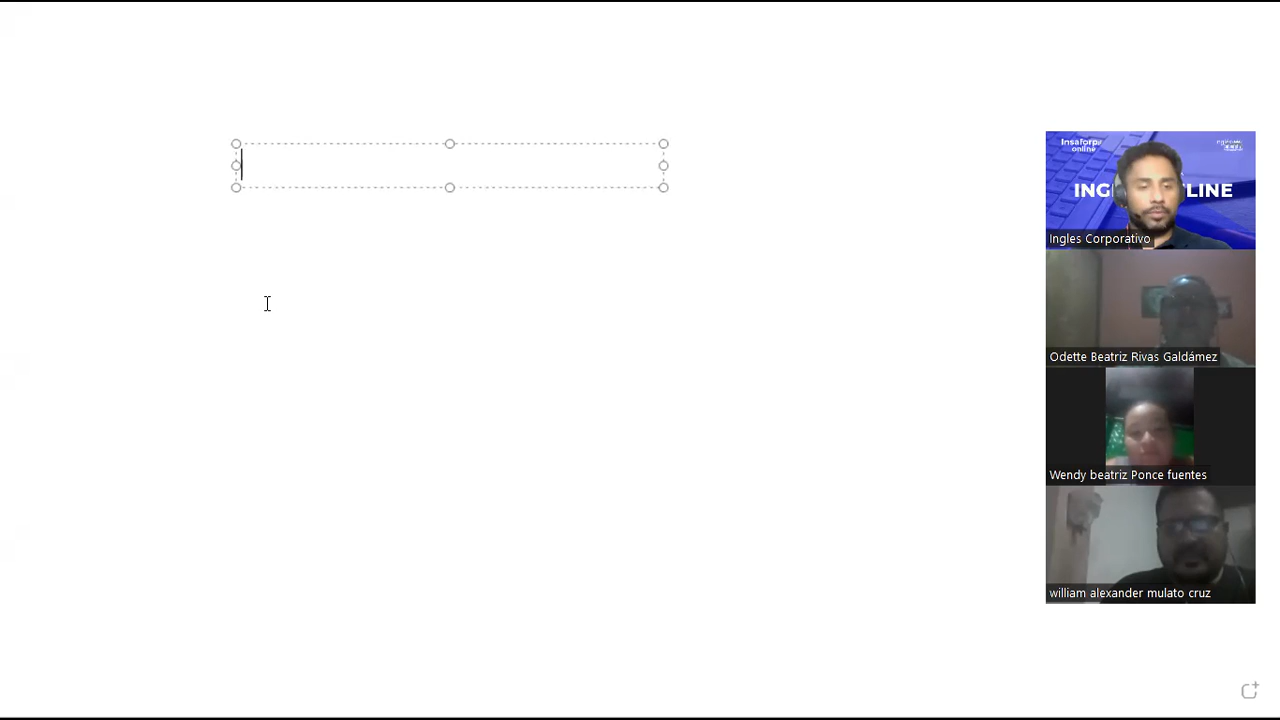 Insaforp
online
INGL
LINE
Ingles Corporativo
Odette Beatriz Rivas Galdámez
Wendy beatriz Ponce fuentes
william alexander mulato cruz